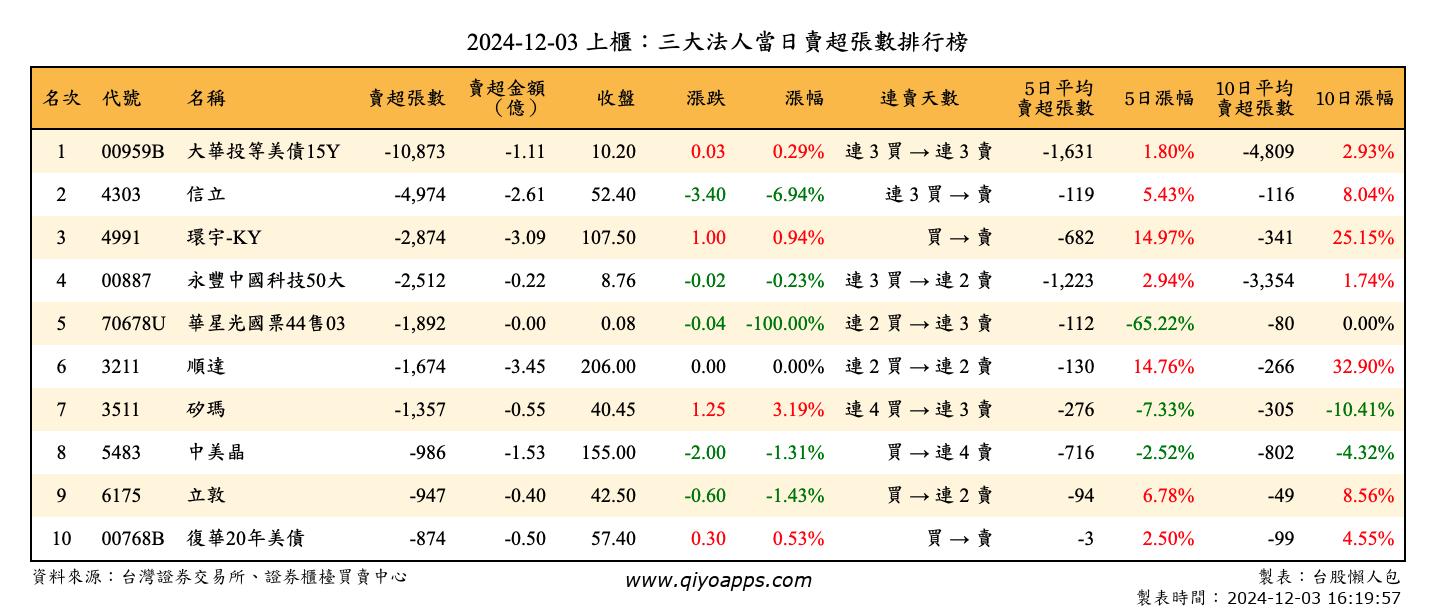 2024-12-03 上櫃：三大法人當日賣超張數排行榜
名次 代號 名稱 賣超張數 賣超金額（億） 收盤 漲跌 漲幅 連賣天數 5日平均賣超張數 5日漲幅 10日平均賣超張數 10日漲幅
1 00959B 大華投等美債15Y -10,873 -1.11 10.20 0.03 0.29% 連 3 買 → 連 3 賣 -1,631 1.80% -4,809 2.93%
2 4303 信立 -4,974 -2.61 52.40 -3.40 -6.94% 連 3 買 → 賣 -119 5.43% -116 8.04%
3 4991 環宇-KY -2,874 -3.09 107.50 1.00 0.94% 買 → 賣 -682 14.97% -341 25.15%
4 00887 永豐中國科技50大 -2,512 -0.22 8.76 -0.02 -0.23% 連 3 買 → 連 2 賣 -1,223 2.94% -3,354 1.74%
5 70678U 華星光國票44售03 -1,892 -0.00 0.08 -0.04 -100.00% 連 2 買 → 連 3 賣 -112 -65.22% -80 0.00%
6 3211 順達 -1,674 -3.45 206.00 0.00 0.00% 連 2 買 → 連 2 賣 -130 14.76% -266 32.90%
7 3511 矽瑪 -1,357 -0.55 40.45 1.25 3.19% 連 4 買 → 連 3 賣 -276 -7.33% -305 -10.41%
8 5483 中美晶 -986 -1.53 155.00 -2.00 -1.31% 買 → 連 4 賣 -716 -2.52% -802 -4.32%
9 6175 立敦 -947 -0.40 42.50 -0.60 -1.43% 買 → 連 2 賣 -94 6.78% -49 8.56%
10 00768B 復華20年美債 -874 -0.50 57.40 0.30 0.53% 買 → 賣 -3 2.50% -99 4.55%
資料來源：台灣證券交易所、證券櫃檯買賣中心 www.qiyoapps.com 製表：台股懶人包
製表時間：2024-12-03 16:19:57